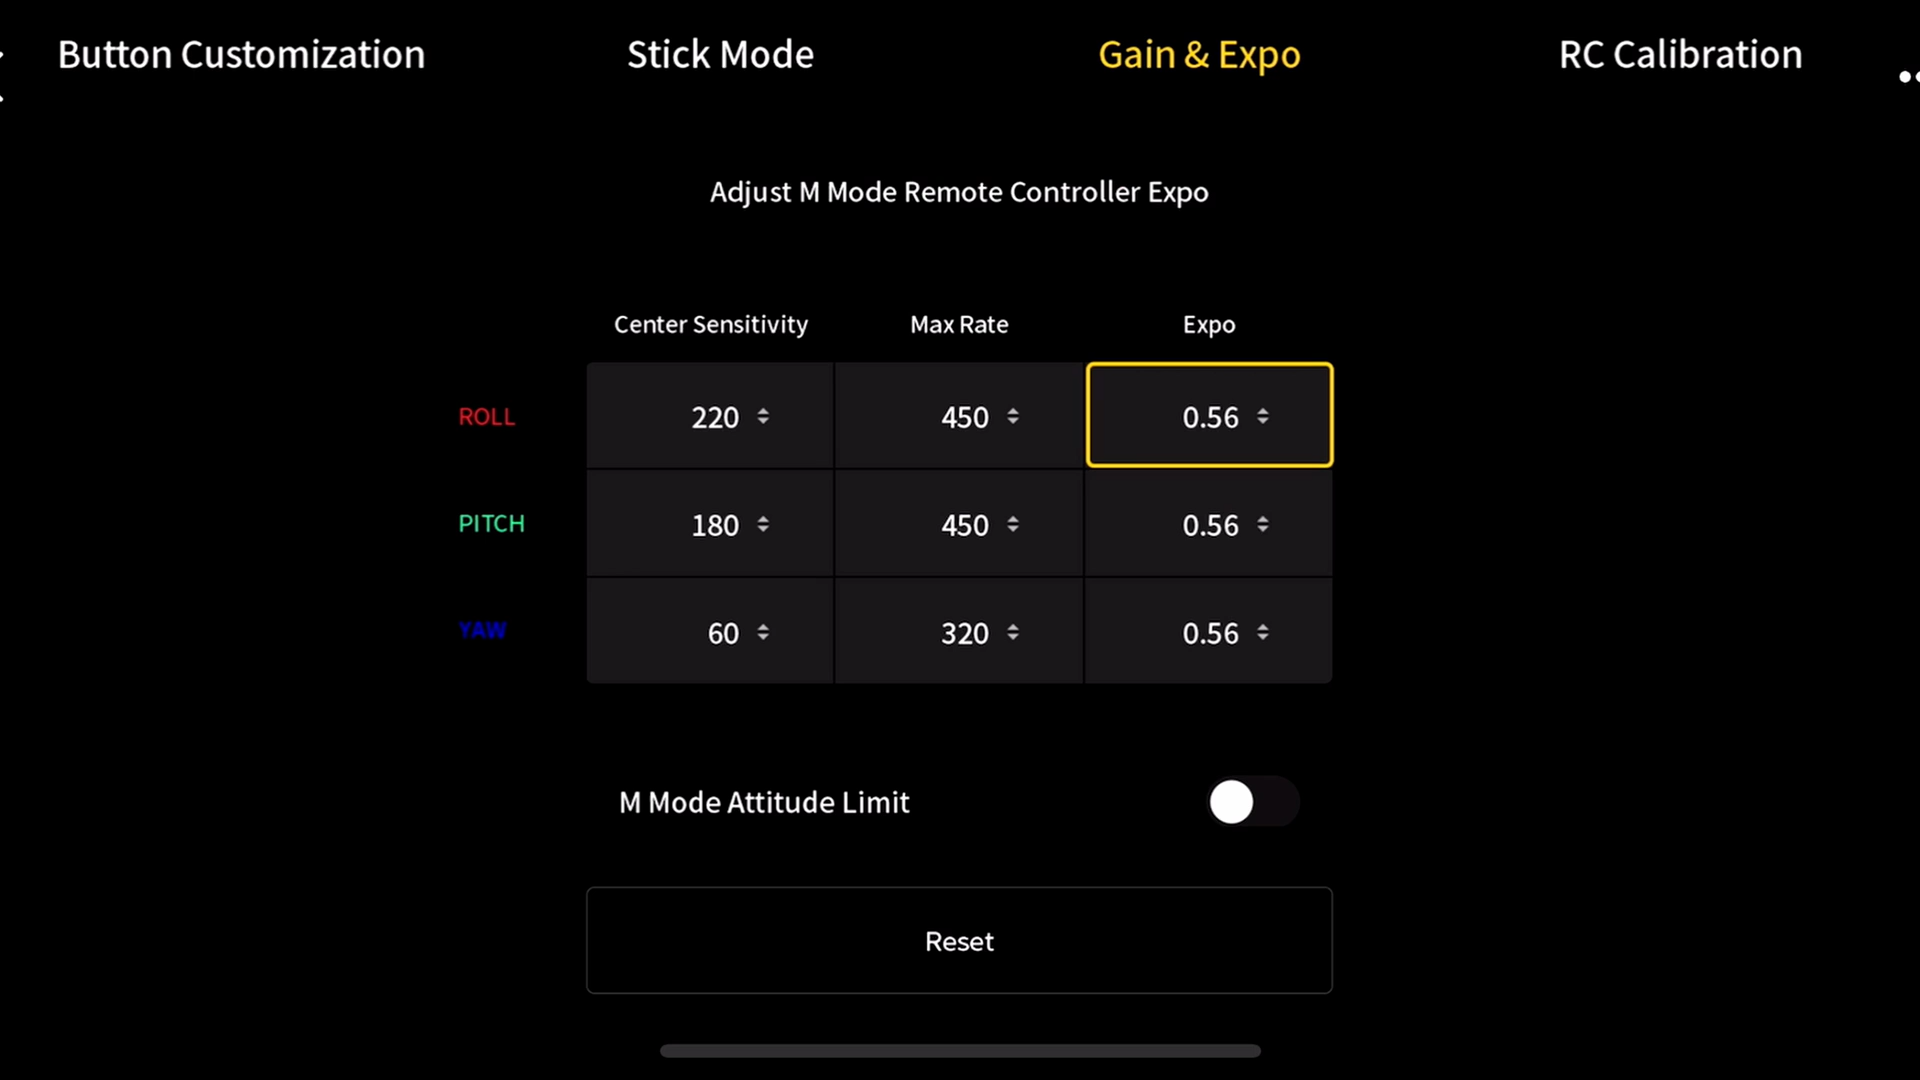 Button Customization Stick Mode Gain & Expo RC Calibration
Adjust M Mode Remote Controller Expo
Center Sensitivity Max Rate Expo
ROLL 220 450 0.56
PITCH 180 450 0.56
YAW 60 320 0.56
M Mode Attitude Limit
Reset